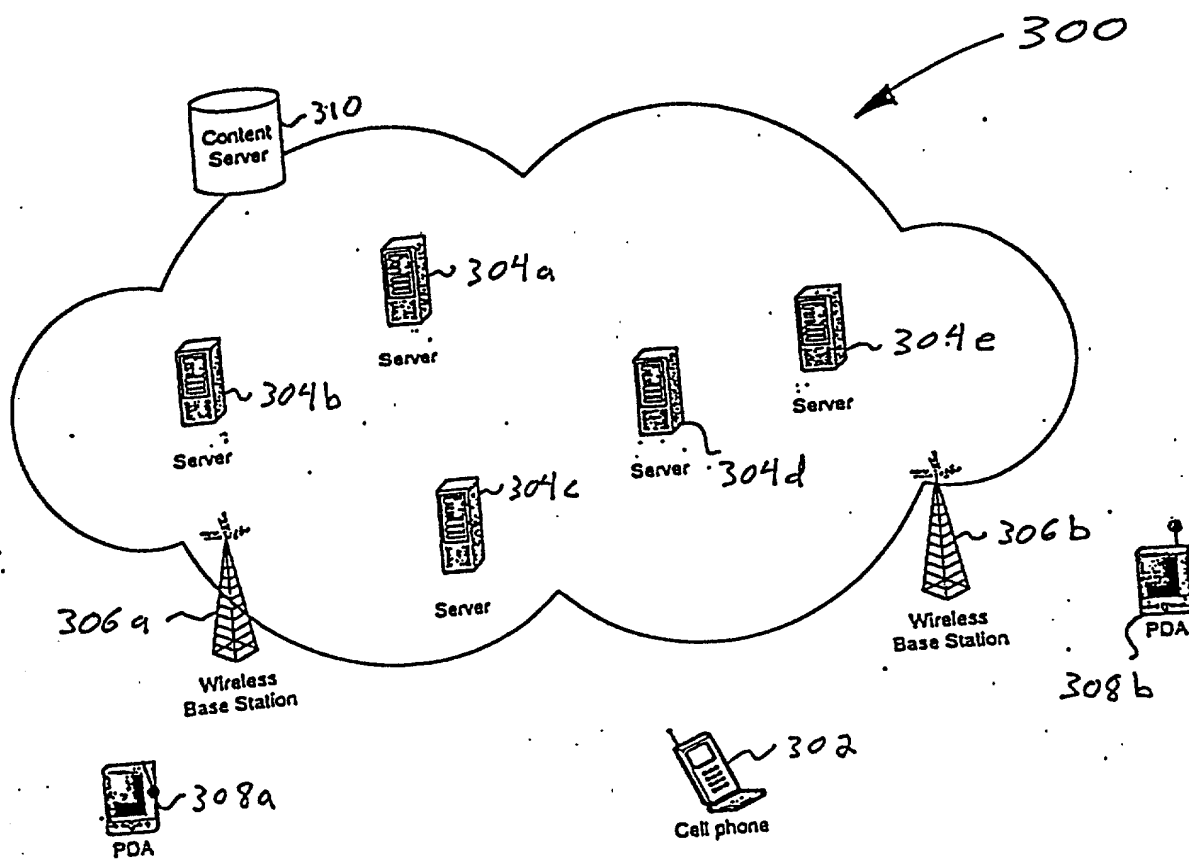 300
310
Content
Server
304a
Server
304e
Server
304b
Server
304d
Server
304c
Server
306a
Wireless
Base Station
306b
Wireless
Base Station
PDA
308b
302
Cell phone
308a
PDA